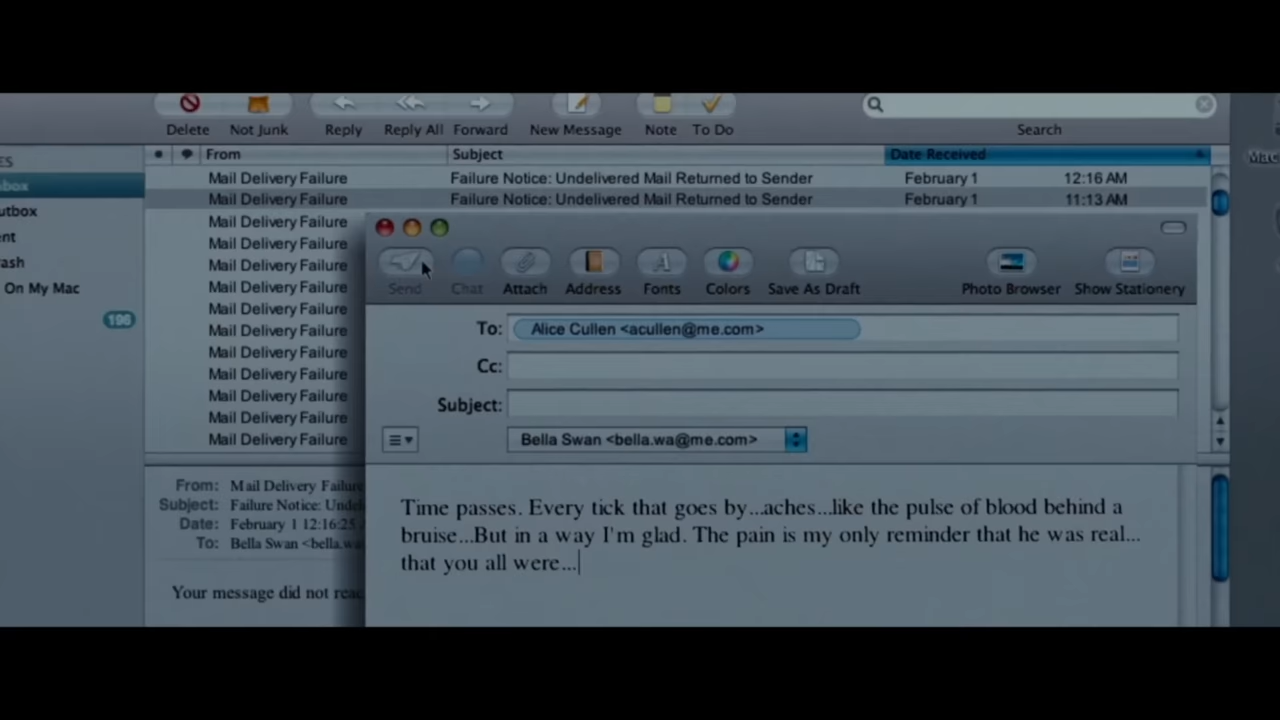 Delete Not Junk Reply Reply All Forward New Message Note To Do Search
From Subject Date Received
Mail Delivery Failure Failure Notice: Undelivered Mail Returned to Sender February 1 12:16 AM
Mail Delivery Failure Failure Notice: Undelivered Mail Returned to Sender February 1 11:13 AM
Mail Delivery Failure
Mail Delivery Failure
Mail Delivery Failure
Mail Delivery Failure
Mail Delivery Failure
Mail Delivery Failure
Mail Delivery Failure
Mail Delivery Failure
Mail Delivery Failure
Mail Delivery Failure
Mail Delivery Failure
On My Mac
196
Send Chat Attach Address Fonts Colors Save As Draft Photo Browser Show Stationery
To: Alice Cullen <acullen@me.com>
Cc:
Subject:
Bella Swan <bella.wa@me.com>
From: Mail Delivery Failure
Subject: Failure Notice:
Date: February 1 12:16:25
To: Bella Swan
Your message did not
Time passes. Every tick that goes by...aches...like the pulse of blood behind a
bruise...But in a way I'm glad. The pain is my only reminder that he was real...
that you all were...